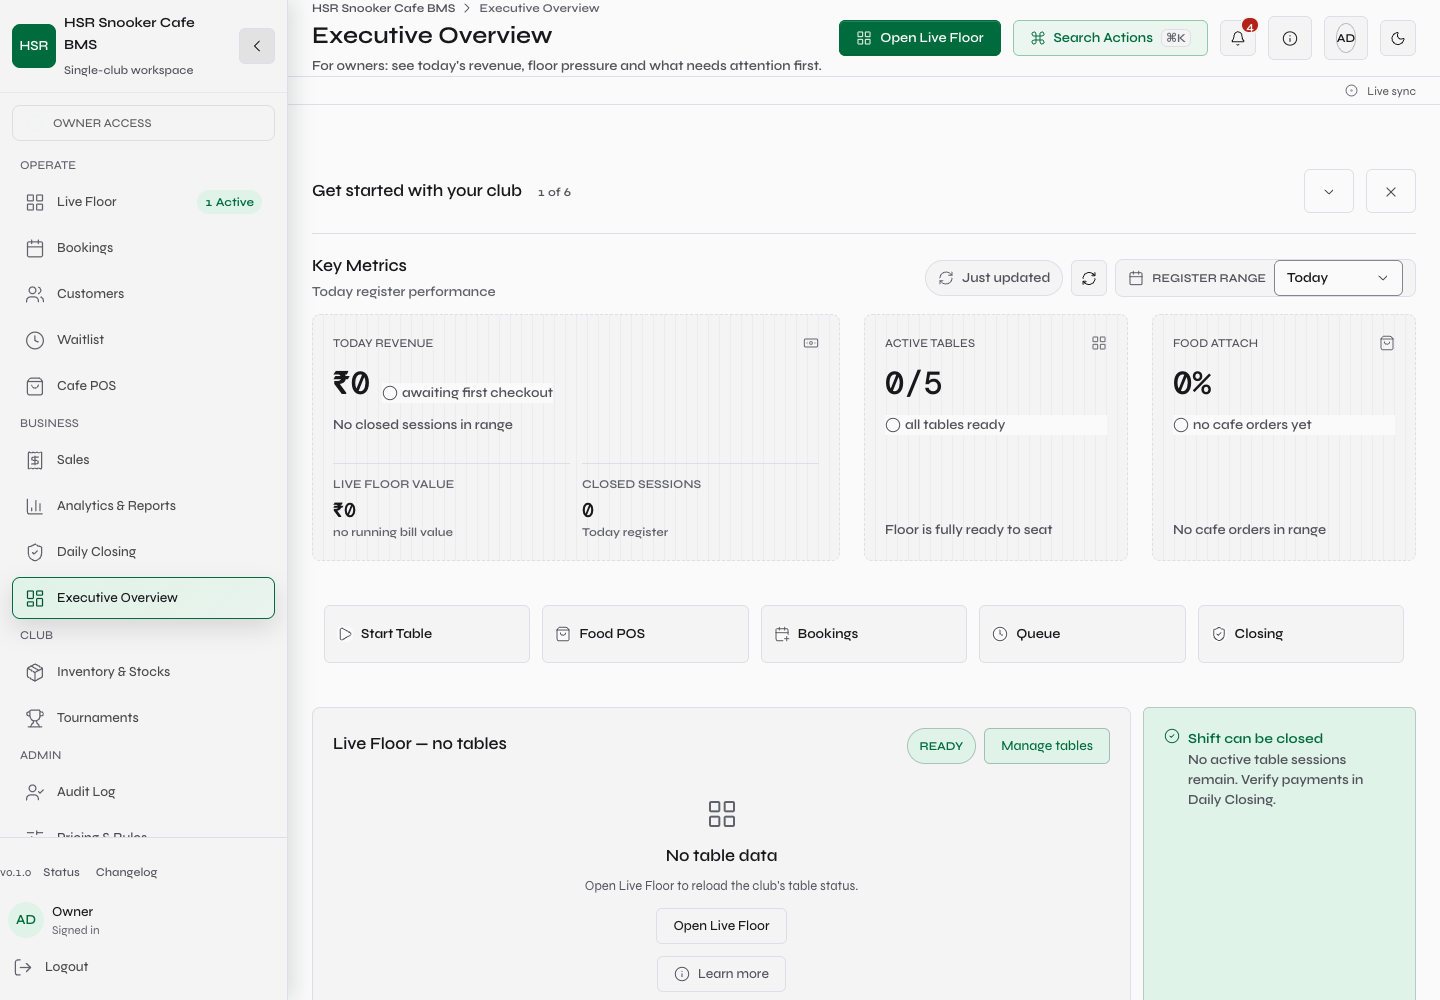 HSR
HSR Snooker Cafe
BMS
Single-club workspace
OWNER ACCESS
OPERATE
Live Floor
1 Active
Bookings
Customers
Waitlist
Cafe POS
BUSINESS
Sales
Analytics & Reports
Daily Closing
Executive Overview
CLUB
Inventory & Stocks
Tournaments
ADMIN
Audit Log
Pricing & Rules
v0.1.0 Status Changelog
AD
Owner
Signed in
Logout
HSR Snooker Cafe BMS > Executive Overview
Executive Overview
For owners: see today's revenue, floor pressure and what needs attention first.
Open Live Floor
Search Actions ⌘K
4
AD
Live sync
Get started with your club 1 of 6
Key Metrics
Today register performance
Just updated
REGISTER RANGE
Today
TODAY REVENUE
₹0 awaiting first checkout
No closed sessions in range
LIVE FLOOR VALUE
₹0
no running bill value
CLOSED SESSIONS
0
Today register
ACTIVE TABLES
0/5
all tables ready
Floor is fully ready to seat
FOOD ATTACH
0%
no cafe orders yet
No cafe orders in range
Start Table
Food POS
Bookings
Queue
Closing
Live Floor — no tables
READY
Manage tables
No table data
Open Live Floor to reload the club's table status.
Open Live Floor
Learn more
Shift can be closed
No active table sessions
remain. Verify payments in
Daily Closing.